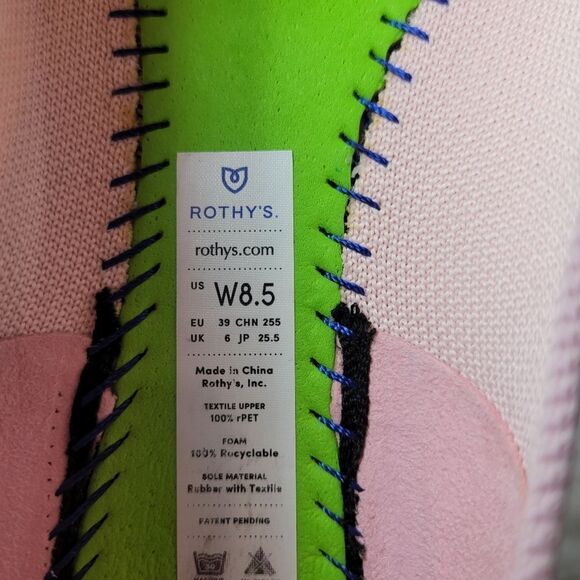 ROTHY'S.
rothys.com
US W8.5
EU 39 CHN 255
UK 6 JP 25.5
Made in China
Rothy's, Inc.
TEXTILE UPPER
100% rPET
FOAM
100% Recyclable
SOLE MATERIAL
Rubber with Textile
PATENT PENDING
30